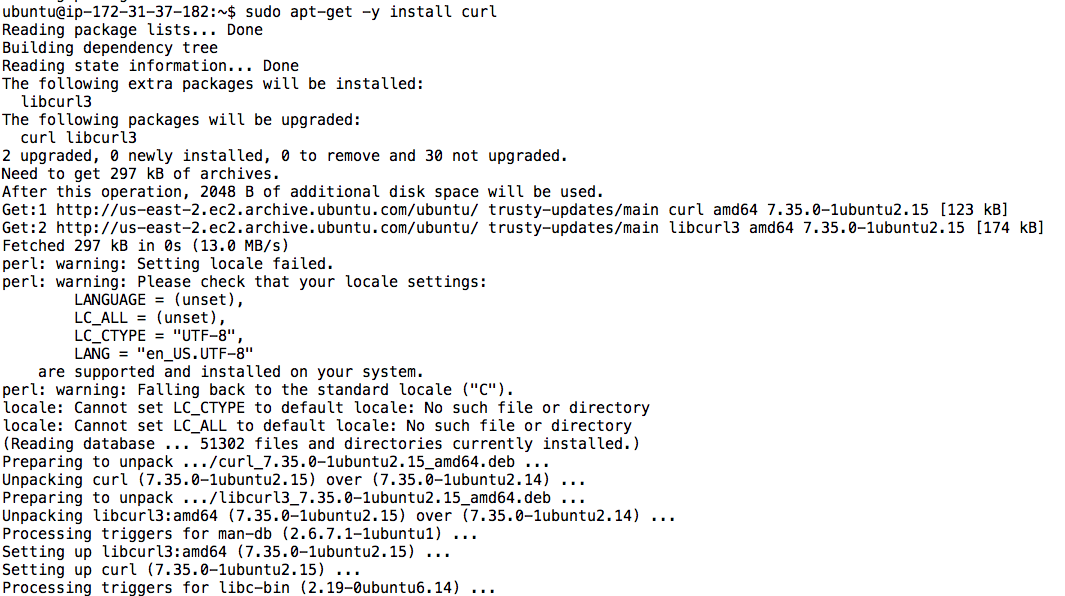 ubuntu@ip-172-31-37-182:~$ sudo apt-get -y install curl
Reading package lists... Done
Building dependency tree
Reading state information... Done
The following extra packages will be installed:
  libcurl3
The following packages will be upgraded:
  curl libcurl3
2 upgraded, 0 newly installed, 0 to remove and 30 not upgraded.
Need to get 297 kB of archives.
After this operation, 2048 B of additional disk space will be used.
Get:1 http://us-east-2.ec2.archive.ubuntu.com/ubuntu/ trusty-updates/main curl amd64 7.35.0-1ubuntu2.15 [123 kB]
Get:2 http://us-east-2.ec2.archive.ubuntu.com/ubuntu/ trusty-updates/main libcurl3 amd64 7.35.0-1ubuntu2.15 [174 kB]
Fetched 297 kB in 0s (13.0 MB/s)
perl: warning: Setting locale failed.
perl: warning: Please check that your locale settings:
        LANGUAGE = (unset),
        LC_ALL = (unset),
        LC_CTYPE = "UTF-8",
        LANG = "en_US.UTF-8"
    are supported and installed on your system.
perl: warning: Falling back to the standard locale ("C").
locale: Cannot set LC_CTYPE to default locale: No such file or directory
locale: Cannot set LC_ALL to default locale: No such file or directory
(Reading database ... 51302 files and directories currently installed.)
Preparing to unpack .../curl_7.35.0-1ubuntu2.15_amd64.deb ...
Unpacking curl (7.35.0-1ubuntu2.15) over (7.35.0-1ubuntu2.14) ...
Preparing to unpack .../libcurl3_7.35.0-1ubuntu2.15_amd64.deb ...
Unpacking libcurl3:amd64 (7.35.0-1ubuntu2.15) over (7.35.0-1ubuntu2.14) ...
Processing triggers for man-db (2.6.7.1-1ubuntu1) ...
Setting up libcurl3:amd64 (7.35.0-1ubuntu2.15) ...
Setting up curl (7.35.0-1ubuntu2.15) ...
Processing triggers for libc-bin (2.19-0ubuntu6.14) ...